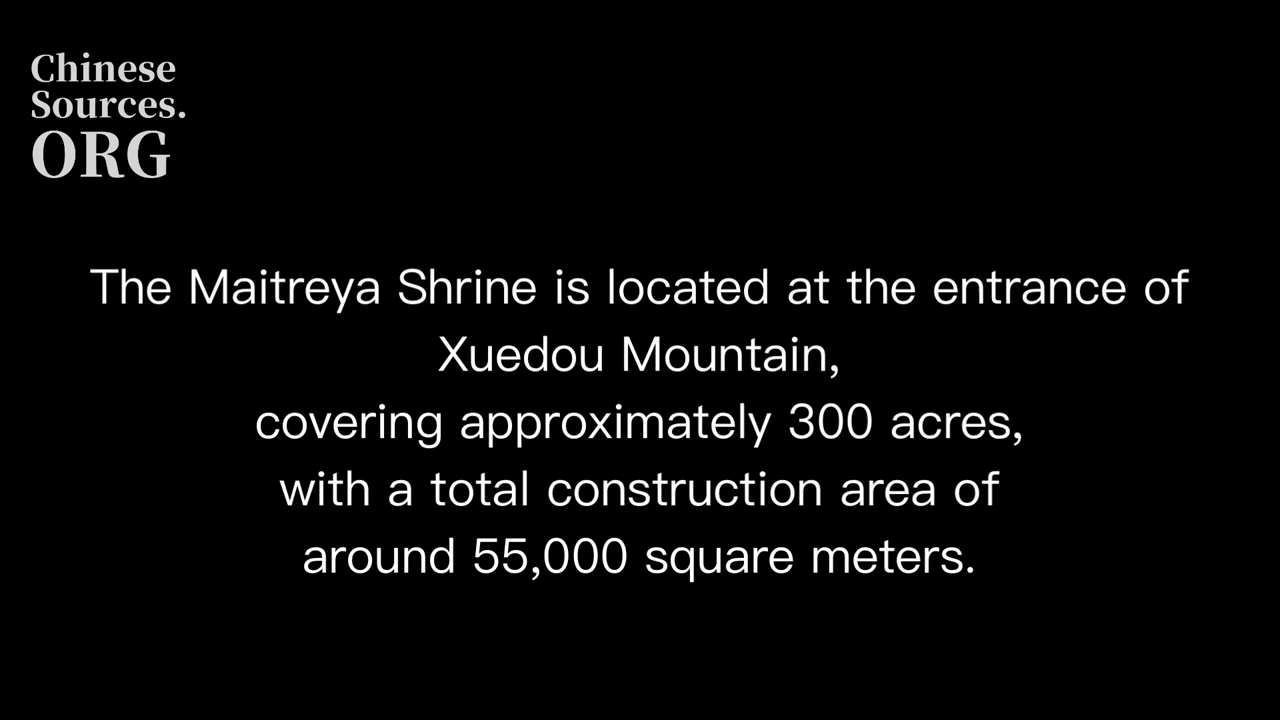 Chinese
Sources.
ORG
The Maitreya Shrine is located at the entrance of
Xuedou Mountain,
covering approximately 300 acres,
with a total construction area of
around 55,000 square meters.